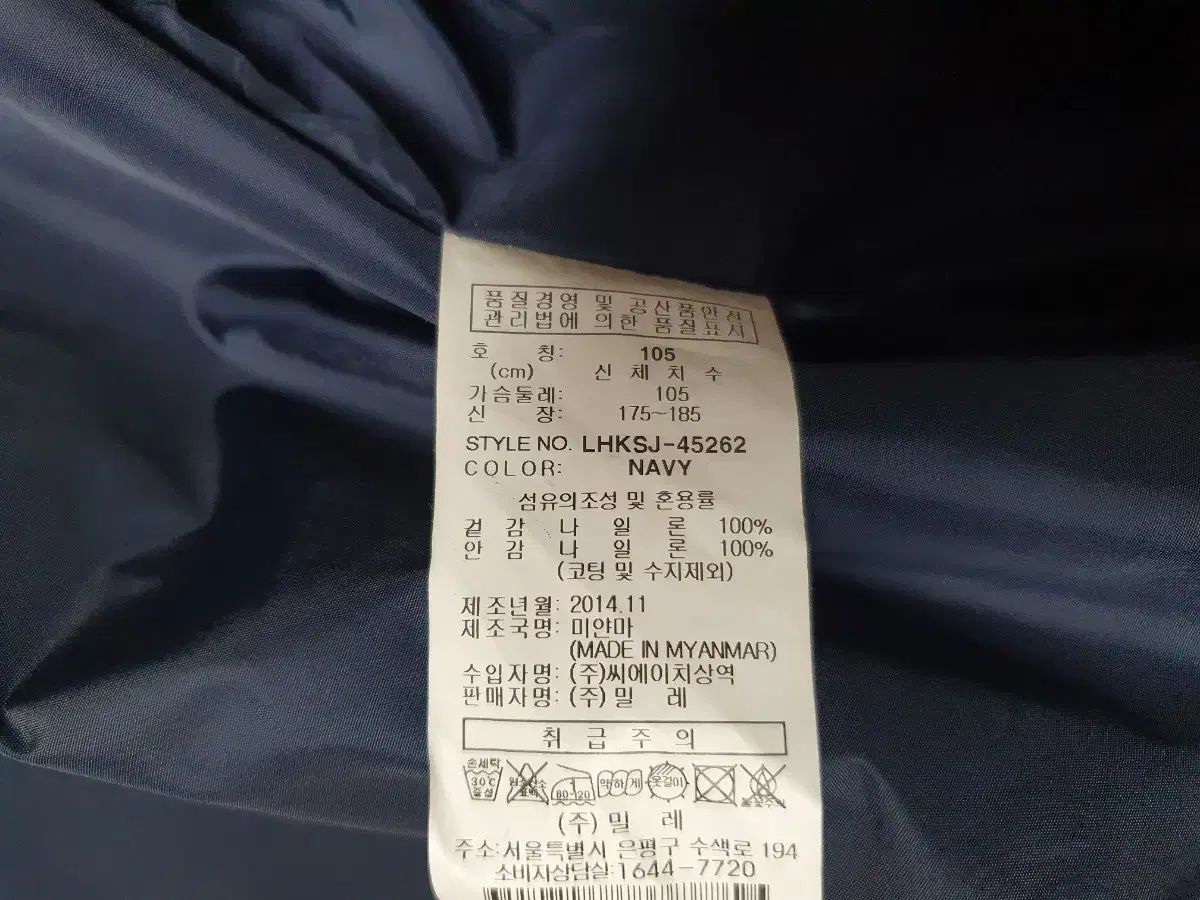 품질경영 및 공산품안전
관리법에 의한 품질표시
호 칭: 105
(cm) 신 체 치 수
가슴둘레: 105
신 장: 175~185
STYLE NO. LHKSJ-45262
COLOR: NAVY
섬유의조성 및 혼용률
겉 감 나 일 론 100%
안 감 나 일 론 100%
(코팅 및 수지제외)
제조년월: 2014.11
제조국명: 미얀마
(MADE IN MYANMAR)
수입자명: (주)씨에이치상역
판매자명: (주) 밀 레
취 급 주 의
손세탁
30℃ 중성 약하게 옷걸이
(주) 밀 레
주소:서울특별시 은평구 수색로 194
소비자상담실:1644-7720